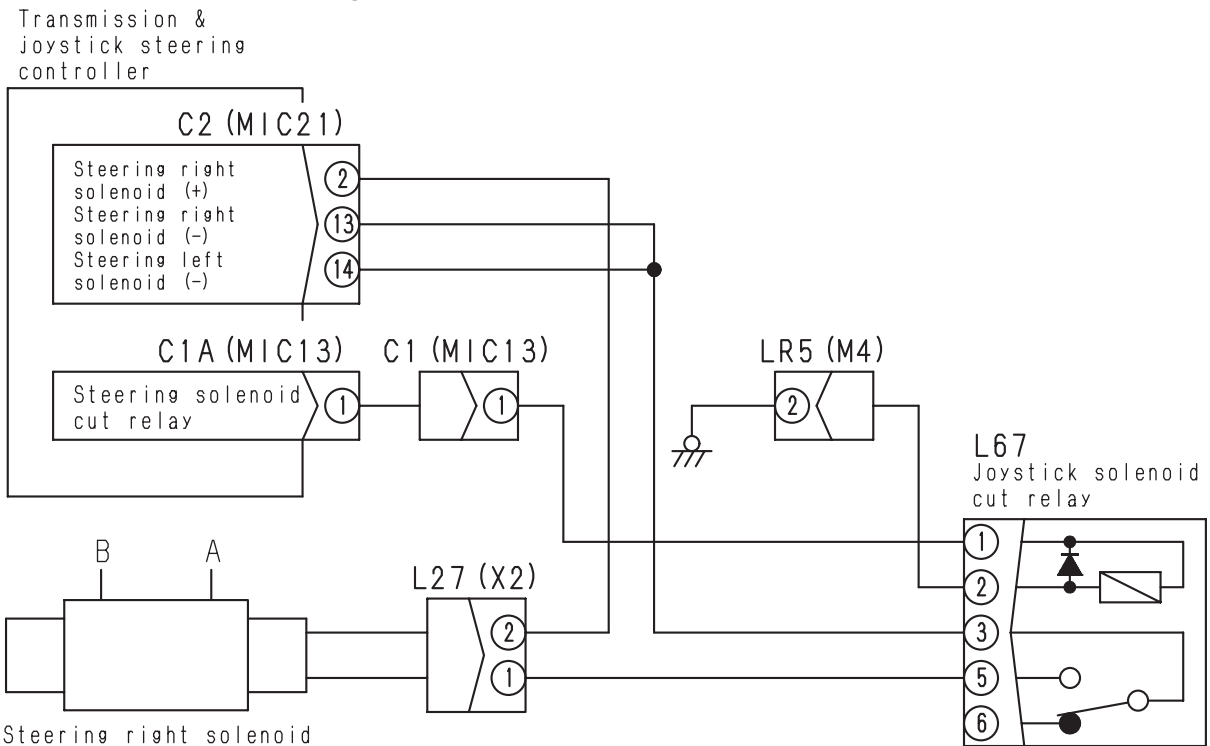 Transmission &
joystick steering
controller
C2 (MIC21)
Steering right
solenoid (+)
Steering right
solenoid (-)
Steering left
solenoid (-)
2
13
14
C1A (MIC13)
Steering solenoid
cut relay
1
C1 (MIC13)
1
LR5 (M4)
2
L67
Joystick solenoid
cut relay
1
2
3
5
6
B
A
L27 (X2)
2
1
Steering right solenoid